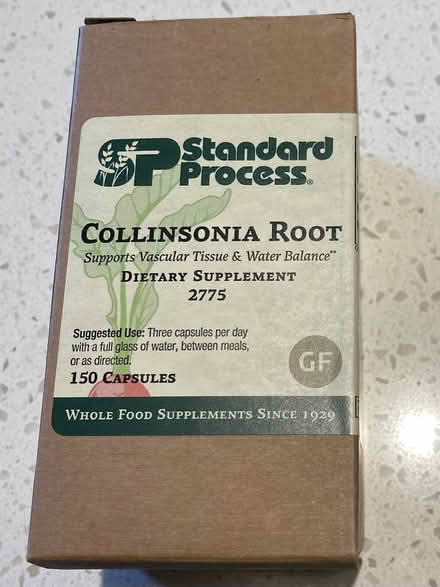 SP Standard
Process®
COLLINSONIA ROOT
Supports Vascular Tissue & Water Balance**
DIETARY SUPPLEMENT
2775
Suggested Use: Three capsules per day
with a full glass of water, between meals,
or as directed.
GF
150 CAPSULES
WHOLE FOOD SUPPLEMENTS SINCE 1929